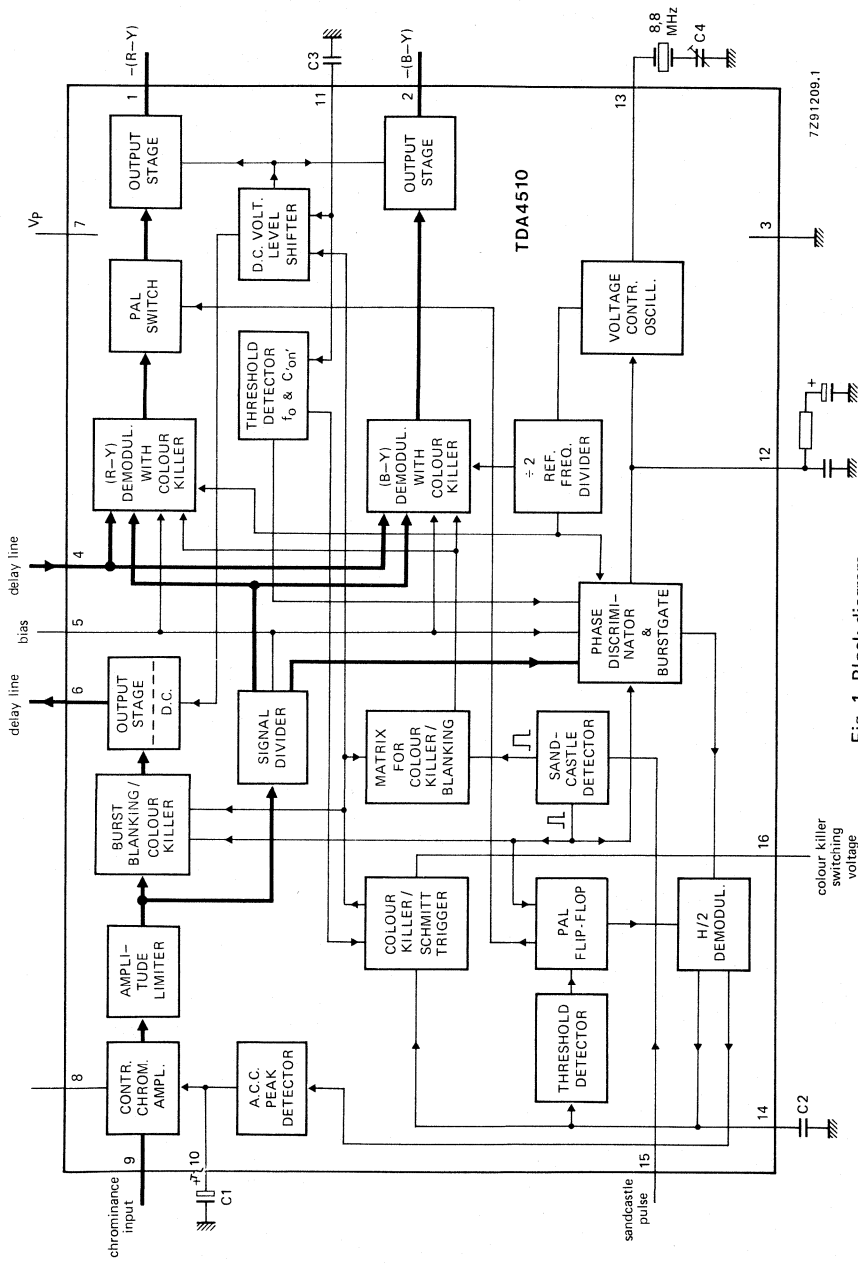 chrominance
input
9
8
CONTR.
CHROM.
AMPL.
AMPLI-
TUDE
LIMITER
BURST
BLANKING/
COLOUR
KILLER
OUTPUT
STAGE
D.C.
6
delay line
5
bias
4
delay line
(R–Y)
DEMODUL.
WITH
COLOUR
KILLER
PAL
SWITCH
7
Vp
OUTPUT
STAGE
1
–(R–Y)
+
10
C1
A.C.C.
PEAK
DETECTOR
SIGNAL
DIVIDER
THRESHOLD
DETECTOR
fo & C'on'
D.C. VOLT.
LEVEL
SHIFTER
11
C3
COLOUR
KILLER/
SCHMITT
TRIGGER
MATRIX
FOR
COLOUR
KILLER/
BLANKING
(B–Y)
DEMODUL.
WITH
COLOUR
KILLER
OUTPUT
STAGE
2
–(B–Y)
THRESHOLD
DETECTOR
PAL
FLIP-FLOP
SAND-
CASTLE
DETECTOR
÷ 2
REF.
FREQ.
DIVIDER
TDA4510
PHASE
DISCRIMI-
NATOR
&
BURSTGATE
VOLTAGE
CONTR.
OSCILL.
13
8,8
MHz
C4
H/2
DEMODUL.
15
sandcastle
pulse
14
C2
16
colour killer
switching
voltage
12
+
3
7Z91209.1
Fig. 1 Block diagram